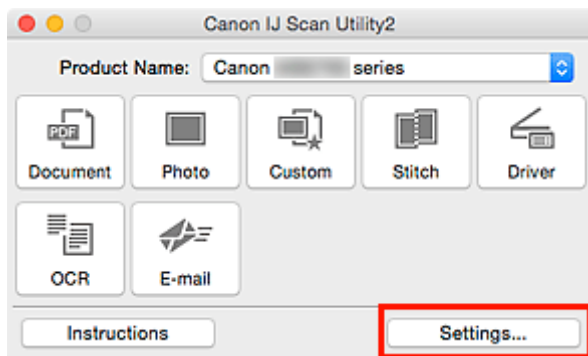 Canon IJ Scan Utility2
Product Name: Canon series
PDF
Document Photo Custom Stitch Driver
OCR E-mail
Instructions Settings...